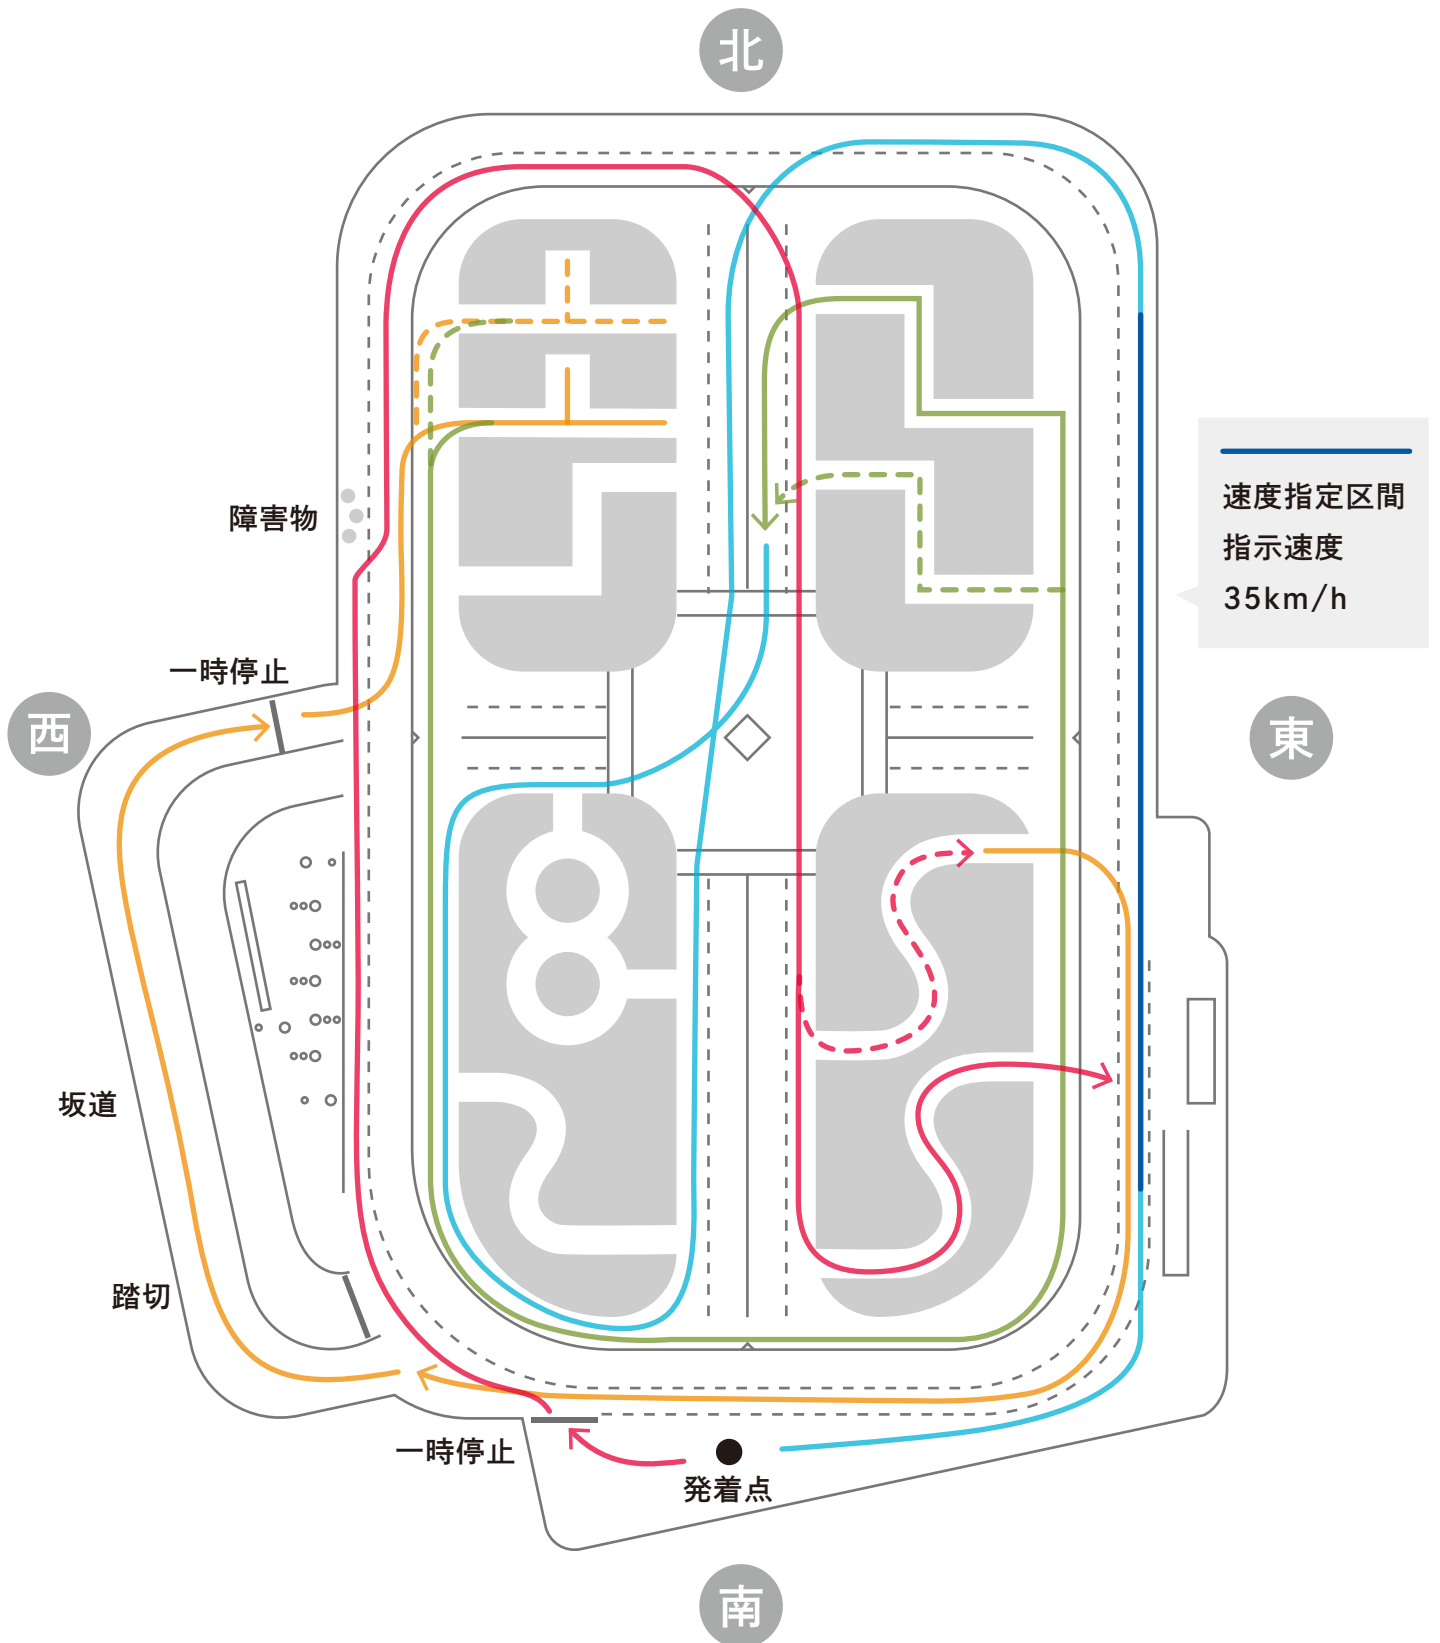 北
障害物
速度指定区間
指示速度
35km/h
一時停止
西
東
坂道
踏切
一時停止
発着点
南